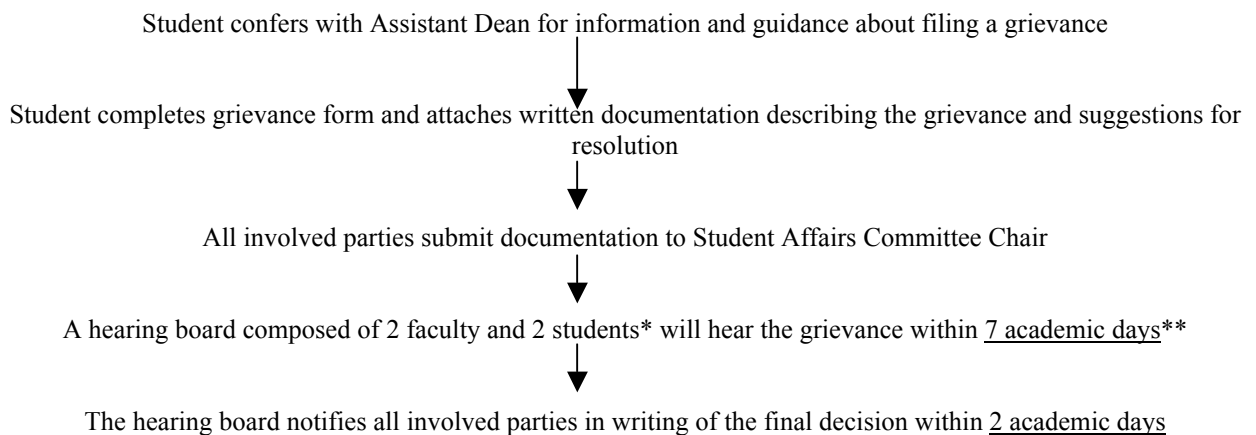 Student confers with Assistant Dean for information and guidance about filing a grievance
Student completes grievance form and attaches written documentation describing the grievance and suggestions for
resolution
All involved parties submit documentation to Student Affairs Committee Chair
A hearing board composed of 2 faculty and 2 students* will hear the grievance within 7 academic days**
The hearing board notifies all involved parties in writing of the final decision within 2 academic days